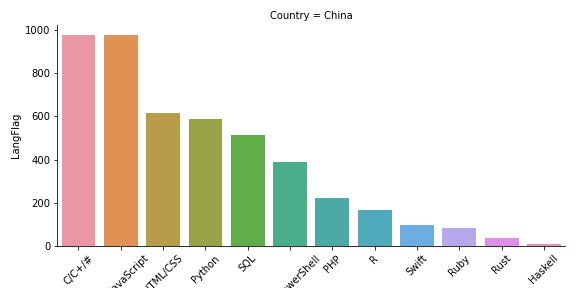 Country = China
1000
800
600
400
200
0
LangFlag
C/C+/#
JavaScript
HTML/CSS
Python
SQL
werShell
PHP
R
Swift
Ruby
Rust
Haskell